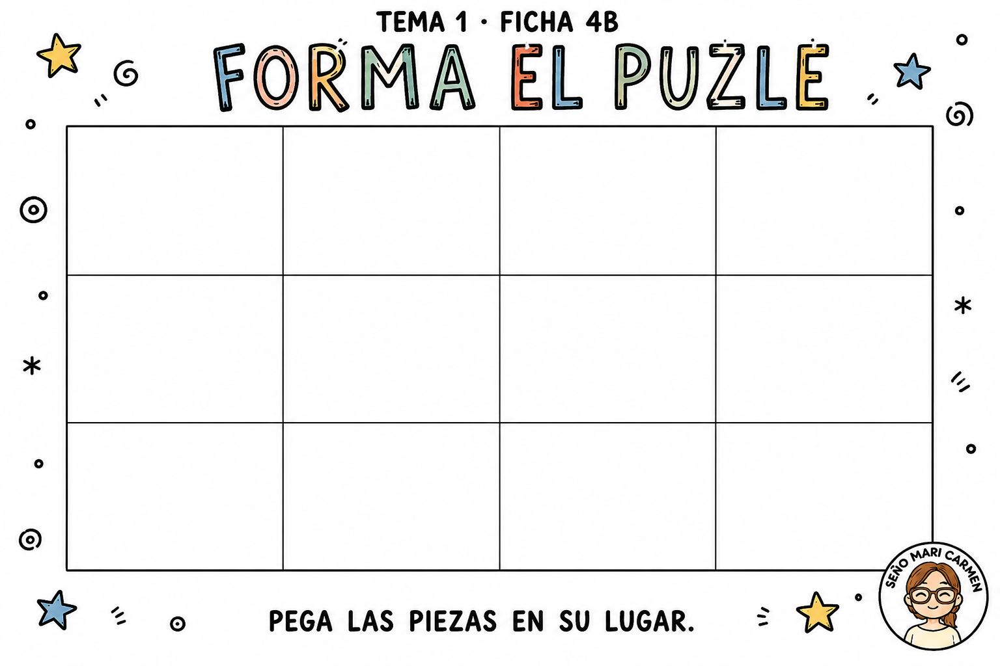 TEMA 1 · FICHA 4B
FORMA EL PUZLE
PEGA LAS PIEZAS EN SU LUGAR.
SEÑO MARI CARMEN